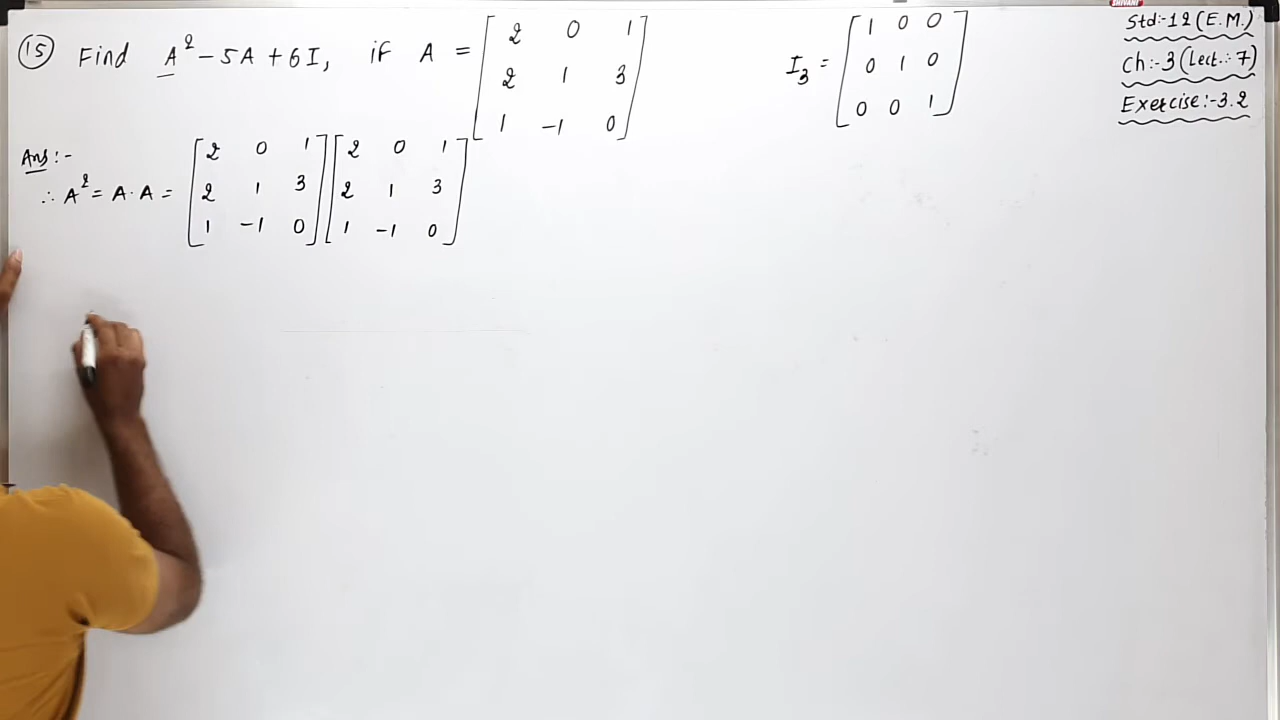 (15) Find A² - 5A + 6I, if A = [2 0 1
2 1 3
1 -1 0]
I₃ = [1 0 0
0 1 0
0 0 1]
Std:-12 (E.M.)
Ch:-3 (Lect.:7)
Exercise:-3.2
Ans:-
∴ A² = A·A = [2 0 1 [2 0 1
2 1 3 2 1 3
1 -1 0] 1 -1 0]
SHIVANI